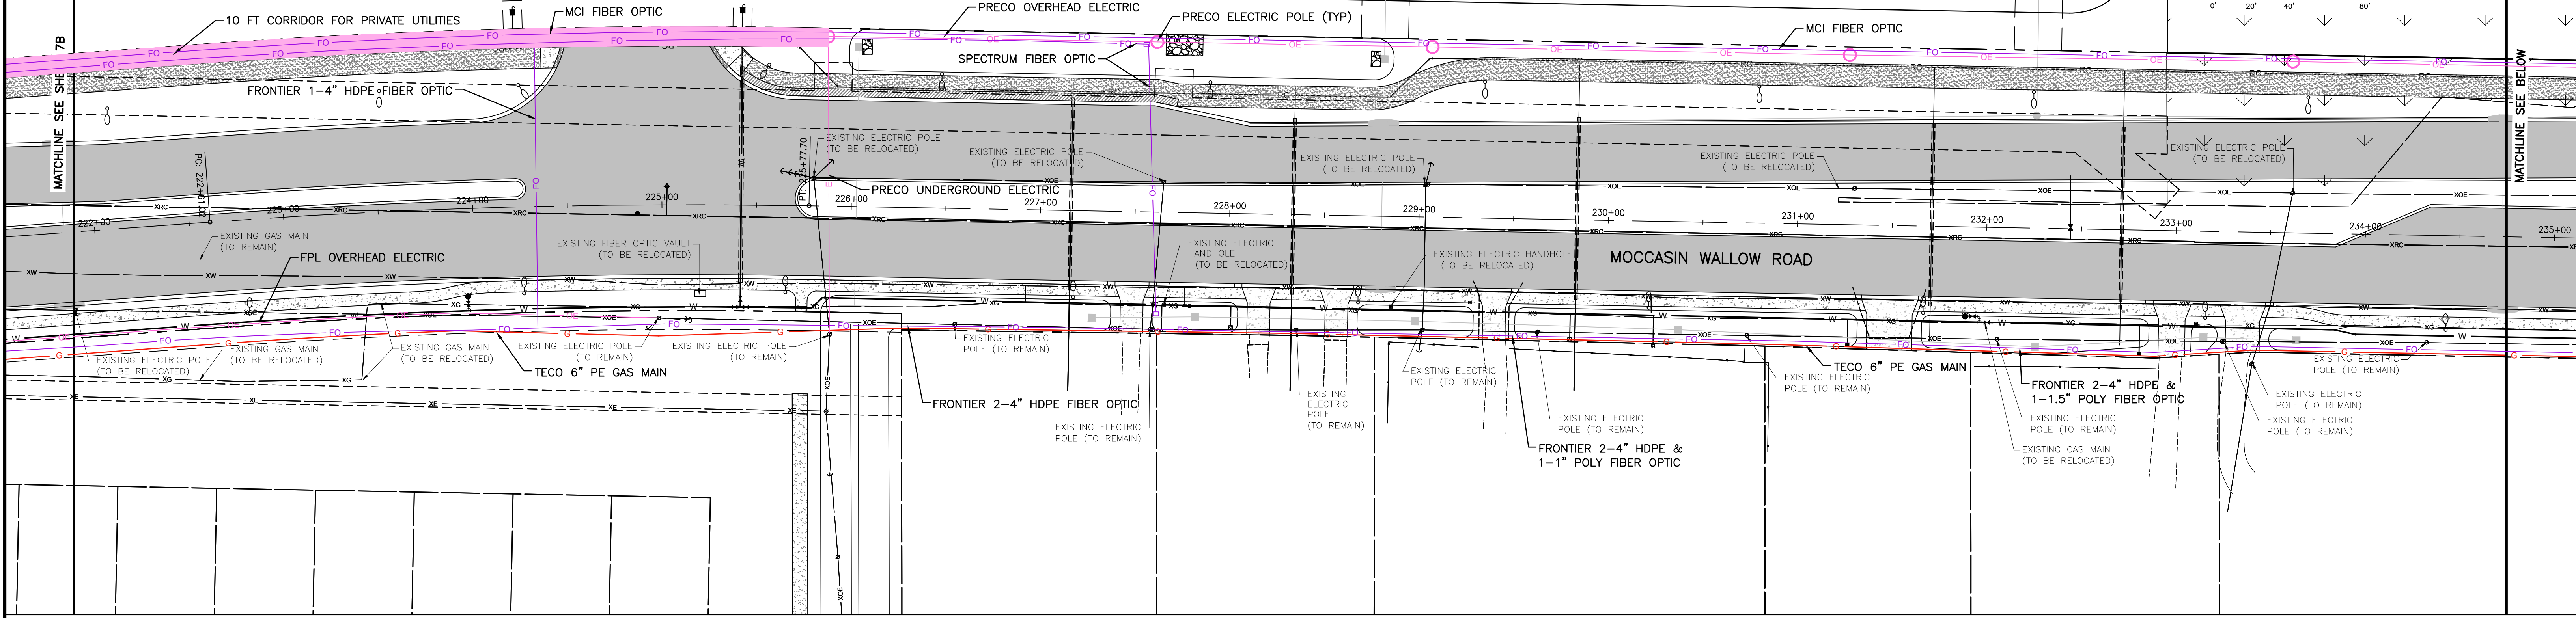 10 FT CORRIDOR FOR PRIVATE UTILITIES
MCI FIBER OPTIC
PRECO OVERHEAD ELECTRIC
PRECO ELECTRIC POLE (TYP)
MCI FIBER OPTIC
0' 20' 40' 80'
SPECTRUM FIBER OPTIC
FRONTIER 1-4" HDPE FIBER OPTIC
MATCHLINE SEE SHE 7B
MATCHLINE SEE BELOW
EXISTING ELECTRIC POLE
(TO BE RELOCATED)
EXISTING ELECTRIC POLE
(TO BE RELOCATED)
EXISTING ELECTRIC POLE
(TO BE RELOCATED)
EXISTING ELECTRIC POLE
(TO BE RELOCATED)
EXISTING ELECTRIC POLE
(TO BE RELOCATED)
PRECO UNDERGROUND ELECTRIC
PC: 222+61.02
PT: 225+77.70
222+00
223+00
224+00
225+00
226+00
227+00
228+00
229+00
230+00
231+00
232+00
233+00
234+00
235+00
EXISTING GAS MAIN
(TO REMAIN)
FPL OVERHEAD ELECTRIC
EXISTING FIBER OPTIC VAULT
(TO BE RELOCATED)
EXISTING ELECTRIC
HANDHOLE
(TO BE RELOCATED)
EXISTING ELECTRIC HANDHOLE
(TO BE RELOCATED)
MOCCASIN WALLOW ROAD
EXISTING ELECTRIC POLE
(TO BE RELOCATED)
EXISTING GAS MAIN
(TO BE RELOCATED)
EXISTING GAS MAIN
(TO BE RELOCATED)
EXISTING ELECTRIC POLE
(TO REMAIN)
EXISTING ELECTRIC POLE
(TO REMAIN)
EXISTING ELECTRIC
POLE (TO REMAIN)
TECO 6" PE GAS MAIN
FRONTIER 2-4" HDPE FIBER OPTIC
EXISTING ELECTRIC
POLE (TO REMAIN)
EXISTING
ELECTRIC
POLE
(TO REMAIN)
EXISTING ELECTRIC
POLE (TO REMAIN)
EXISTING ELECTRIC
POLE (TO REMAIN)
FRONTIER 2-4" HDPE &
1-1" POLY FIBER OPTIC
EXISTING ELECTRIC
POLE (TO REMAIN)
TECO 6" PE GAS MAIN
FRONTIER 2-4" HDPE &
1-1.5" POLY FIBER OPTIC
EXISTING ELECTRIC
POLE (TO REMAIN)
EXISTING GAS MAIN
(TO BE RELOCATED)
EXISTING ELECTRIC
POLE (TO REMAIN)
EXISTING ELECTRIC
POLE (TO REMAIN)
EXISTING ELECTRIC
POLE (TO REMAIN)